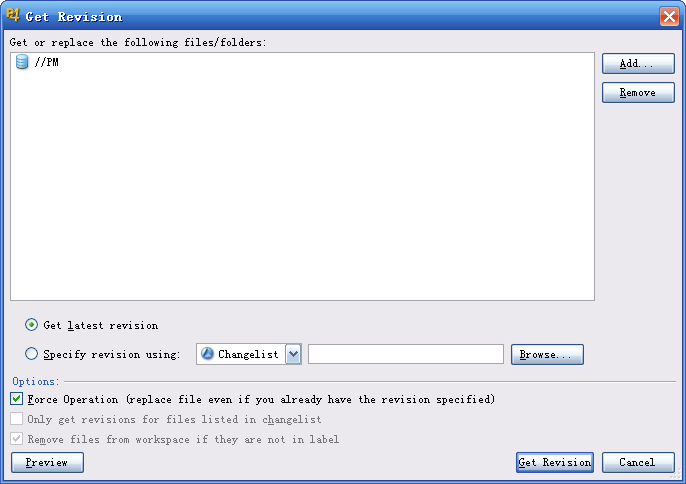 Get Revision
Get or replace the following files/folders:
//PM
Add...
Remove
Get latest revision
Specify revision using:
Changelist
Browse...
Options:
Force Operation (replace file even if you already have the revision specified)
Only get revisions for files listed in changelist
Remove files from workspace if they are not in label
Preview
Get Revision
Cancel